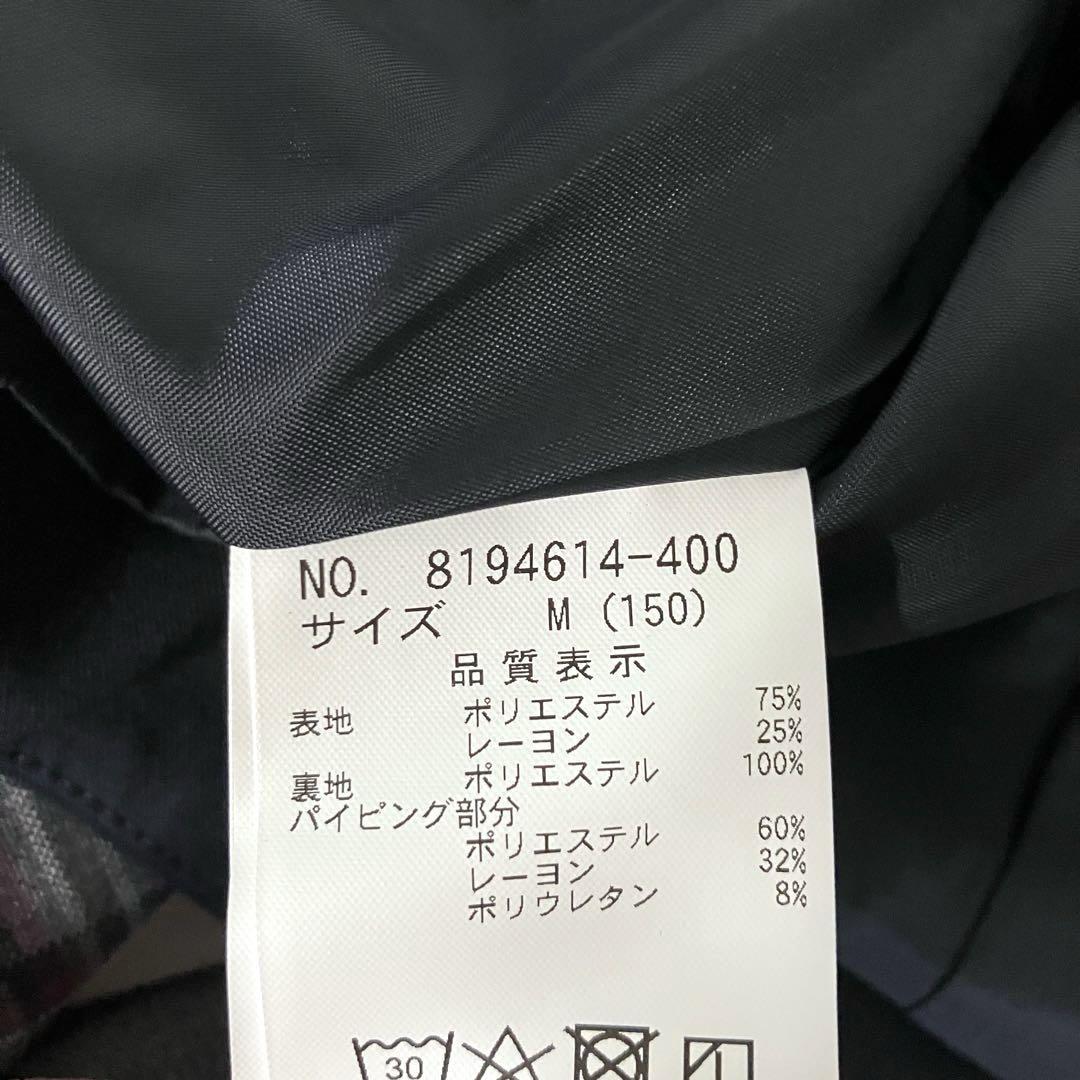 NO. 8194614-400
サイズ M (150)
品質表示
表地 ポリエステル 75%
レーヨン 25%
裏地 ポリエステル 100%
パイピング部分
ポリエステル 60%
レーヨン 32%
ポリウレタン 8%
30